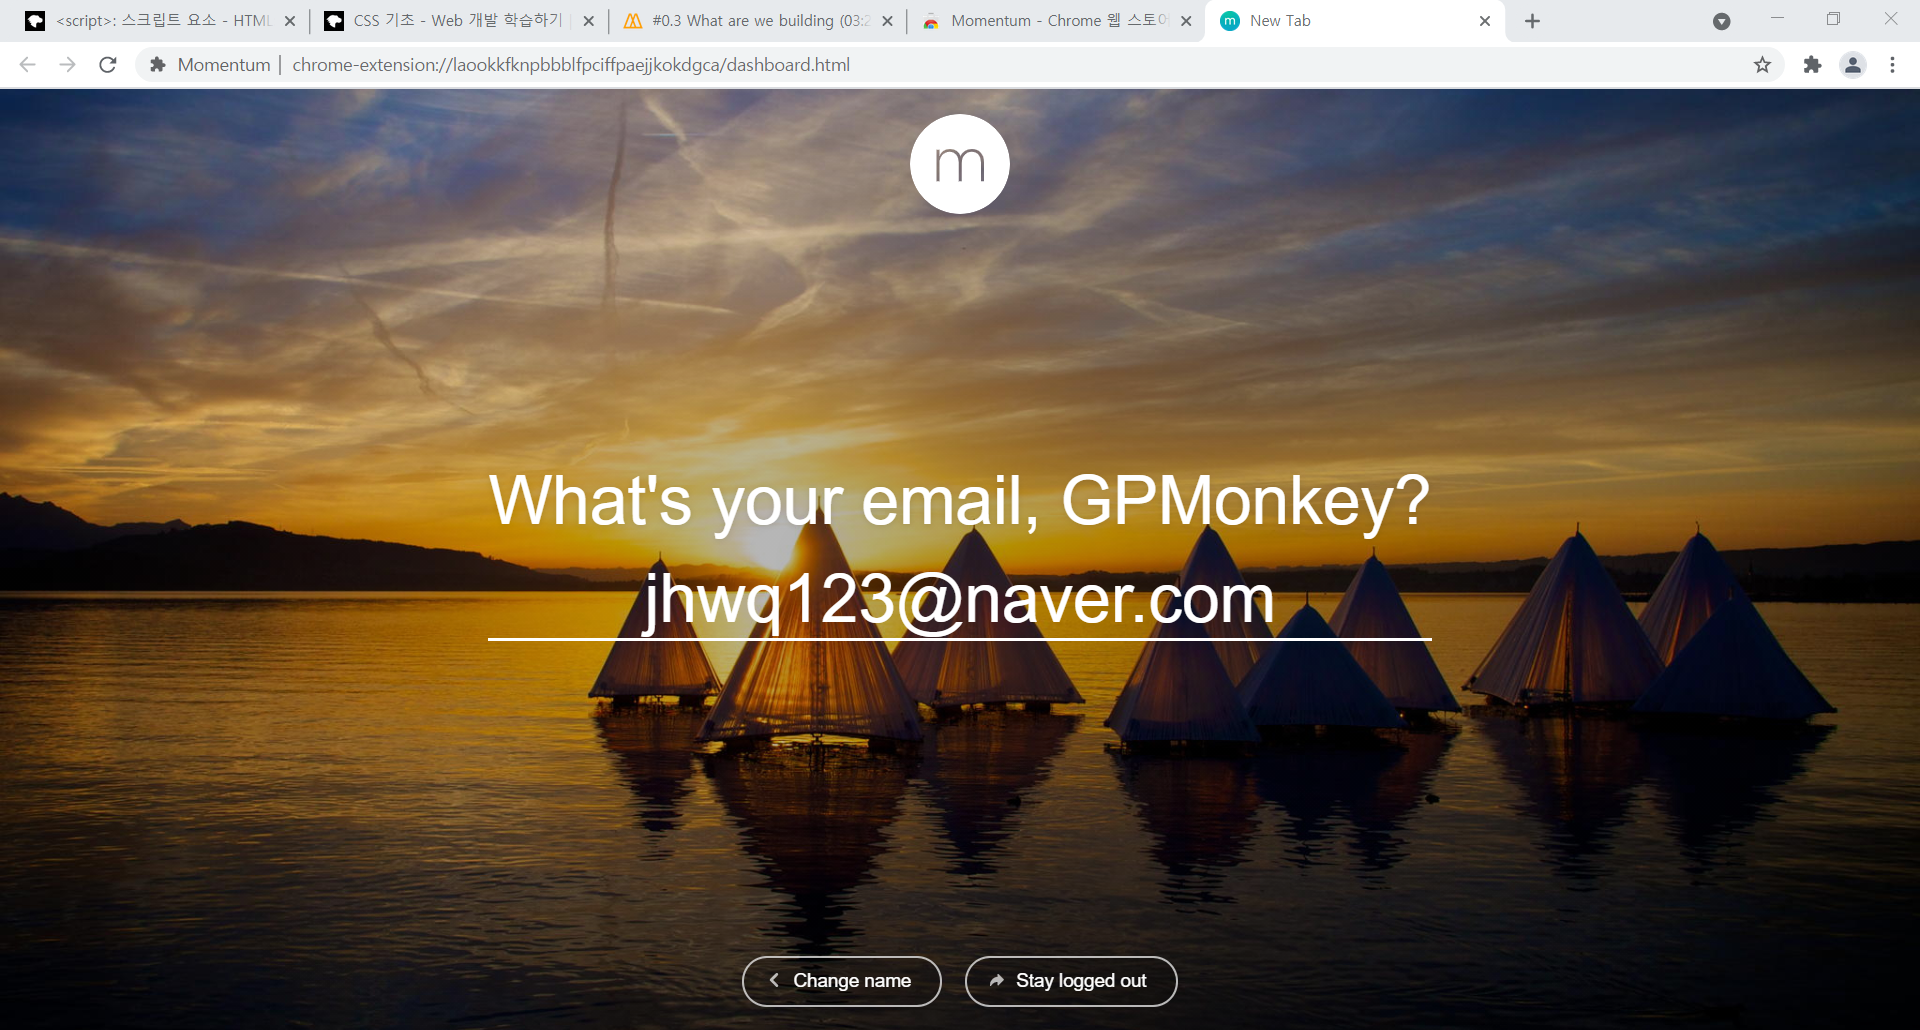 <script>: 스크립트 요소 - HTML
CSS 기초 - Web 개발 학습하기
#0.3 What are we building (03:2
Momentum - Chrome 웹 스토어
m New Tab
Momentum | chrome-extension://laookkfknpbbblfpciffpaejjkokdgca/dashboard.html
m
What's your email, GPMonkey?
jhwq123@naver.com
Change name
Stay logged out